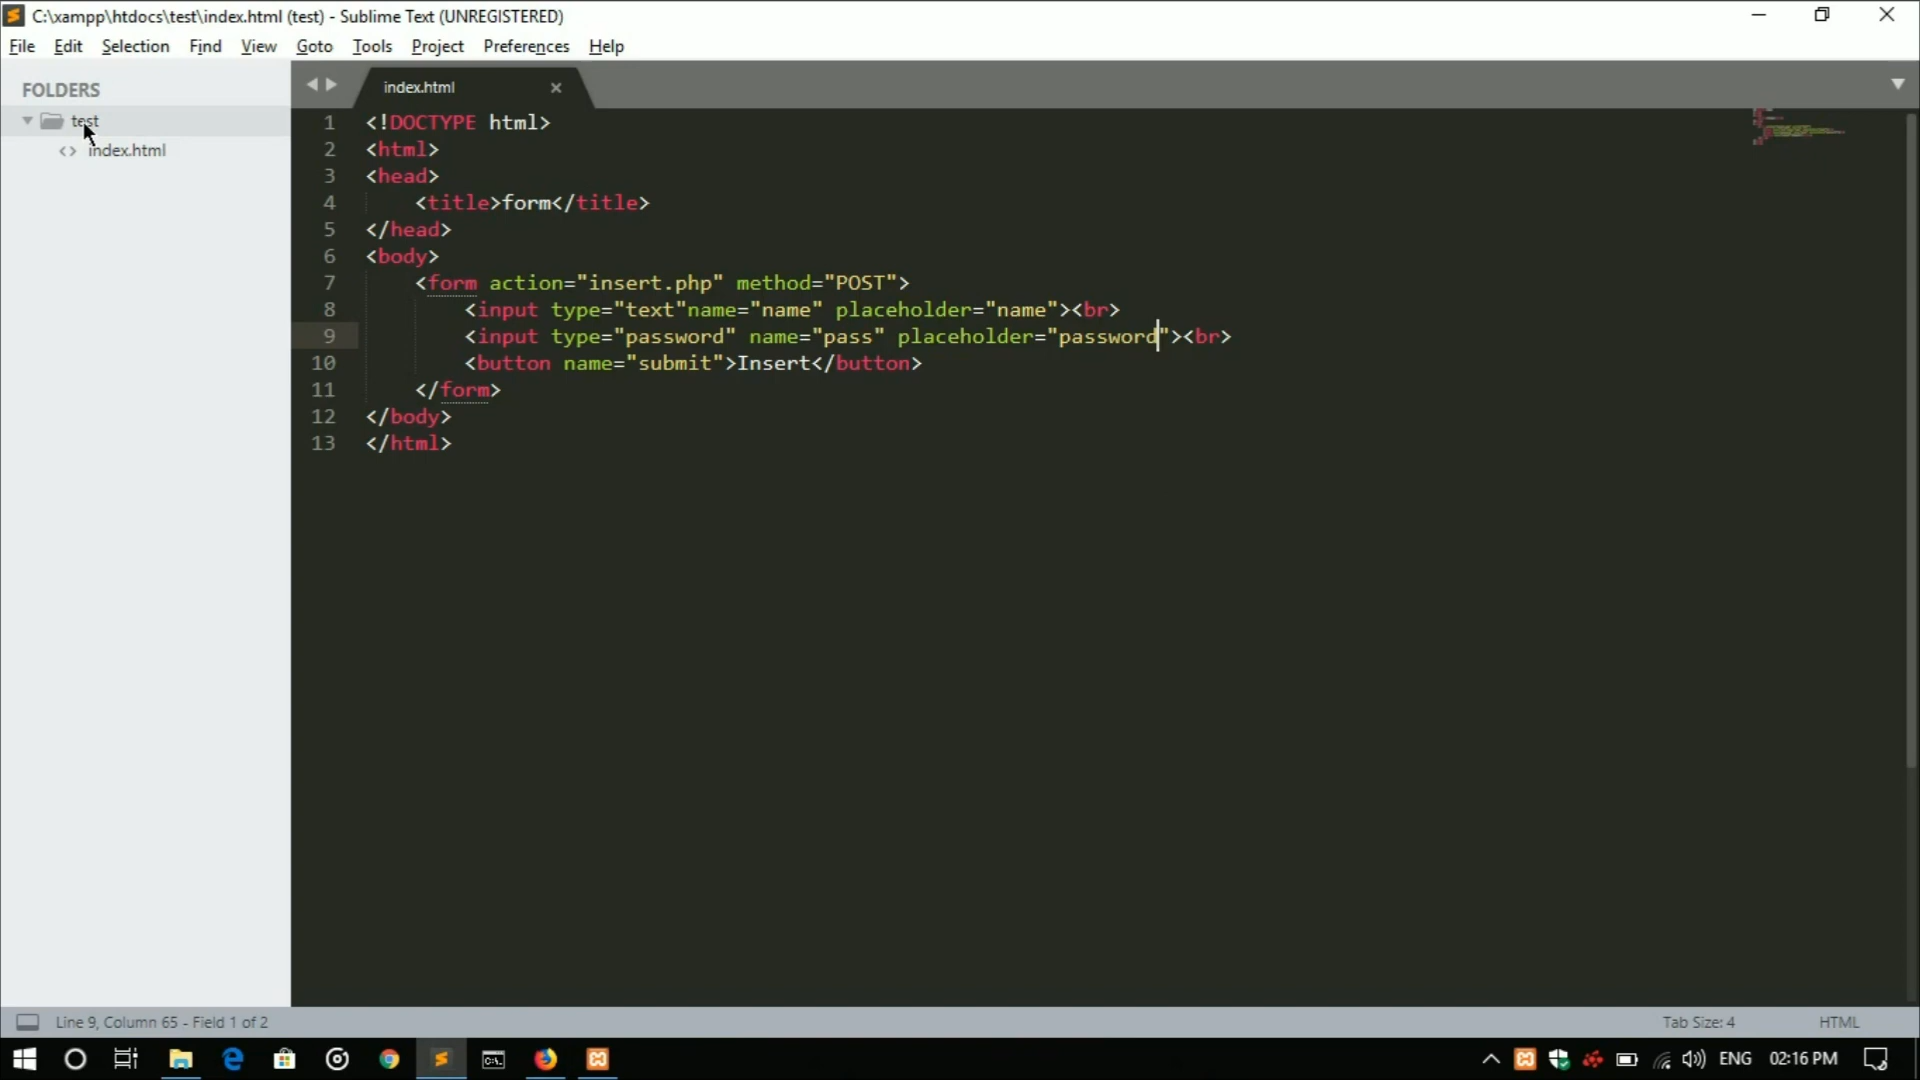 C:\xampp\htdocs\test\index.html (test) - Sublime Text (UNREGISTERED)
File Edit Selection Find View Goto Tools Project Preferences Help
FOLDERS
test
index.html
index.html
1 <!DOCTYPE html>
2 <html>
3 <head>
4 <title>form</title>
5 </head>
6 <body>
7 <form action="insert.php" method="POST">
8 <input type="text"name="name" placeholder="name"><br>
9 <input type="password" name="pass" placeholder="password"><br>
10 <button name="submit">Insert</button>
11 </form>
12 </body>
13 </html>
Line 9, Column 65 - Field 1 of 2
Tab Size: 4
HTML
ENG 02:16 PM